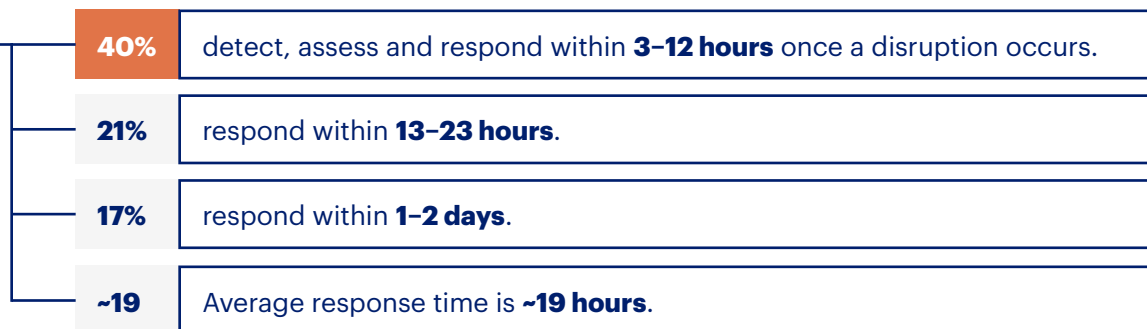 40% detect, assess and respond within 3–12 hours once a disruption occurs.
21% respond within 13–23 hours.
17% respond within 1–2 days.
~19 Average response time is ~19 hours.